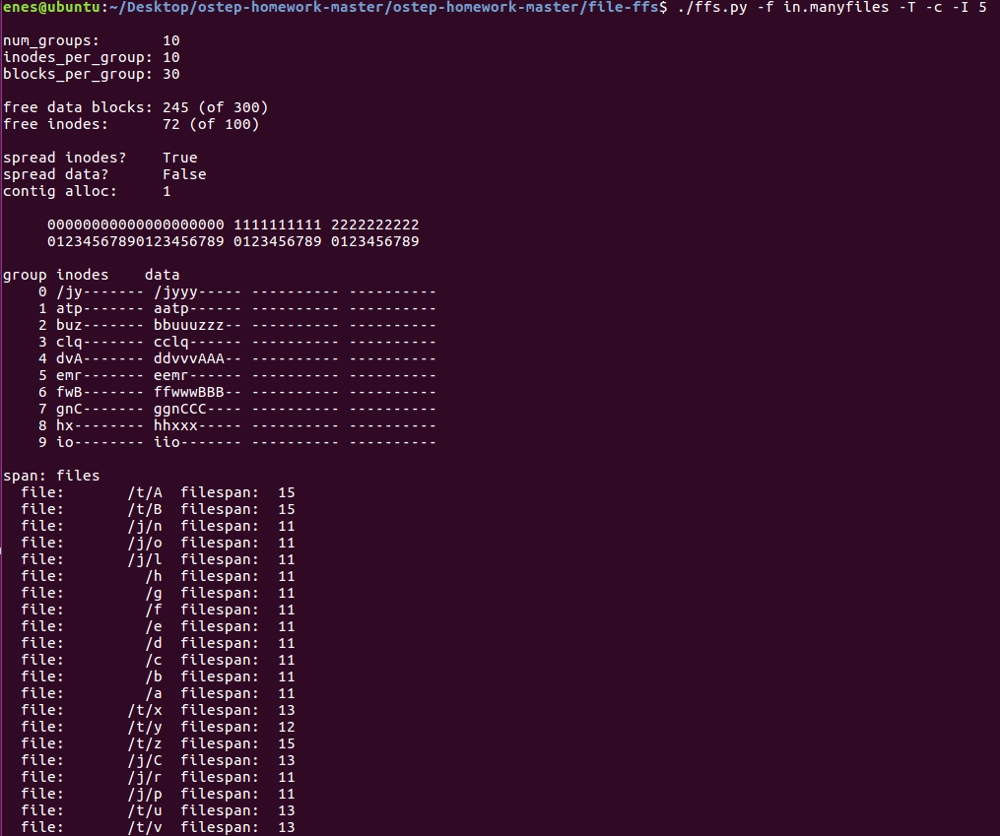 enes@ubuntu:~/Desktop/ostep-homework-master/ostep-homework-master/file-ffs$ ./ffs.py -f in.manyfiles -T -c -I 5
num_groups:       10
inodes_per_group: 10
blocks_per_group: 30
free data blocks: 245 (of 300)
free inodes:      72 (of 100)
spread inodes?    True
spread data?      False
contig alloc:     1
     00000000000000000000 1111111111 2222222222
     01234567890123456789 0123456789 0123456789
group inodes    data
    0 /jy------- /jyyy----- ---------- ----------
    1 atp------- aatp------ ---------- ----------
    2 buz------- bbuuuzzz-- ---------- ----------
    3 clq------- cclq------ ---------- ----------
    4 dvA------- ddvvvAAA-- ---------- ----------
    5 emr------- eemr------ ---------- ----------
    6 fwB------- ffwwwBBB-- ---------- ----------
    7 gnC------- ggnCCC---- ---------- ----------
    8 hx-------- hhxxx----- ---------- ----------
    9 io-------- iio------- ---------- ----------
span: files
  file:       /t/A  filespan:  15
  file:       /t/B  filespan:  15
  file:       /j/n  filespan:  11
  file:       /j/o  filespan:  11
  file:       /j/l  filespan:  11
  file:         /h  filespan:  11
  file:         /g  filespan:  11
  file:         /f  filespan:  11
  file:         /e  filespan:  11
  file:         /d  filespan:  11
  file:         /c  filespan:  11
  file:         /b  filespan:  11
  file:         /a  filespan:  11
  file:       /t/x  filespan:  13
  file:       /t/y  filespan:  12
  file:       /t/z  filespan:  15
  file:       /j/C  filespan:  13
  file:       /j/r  filespan:  11
  file:       /j/p  filespan:  11
  file:       /t/u  filespan:  13
  file:       /t/v  filespan:  13